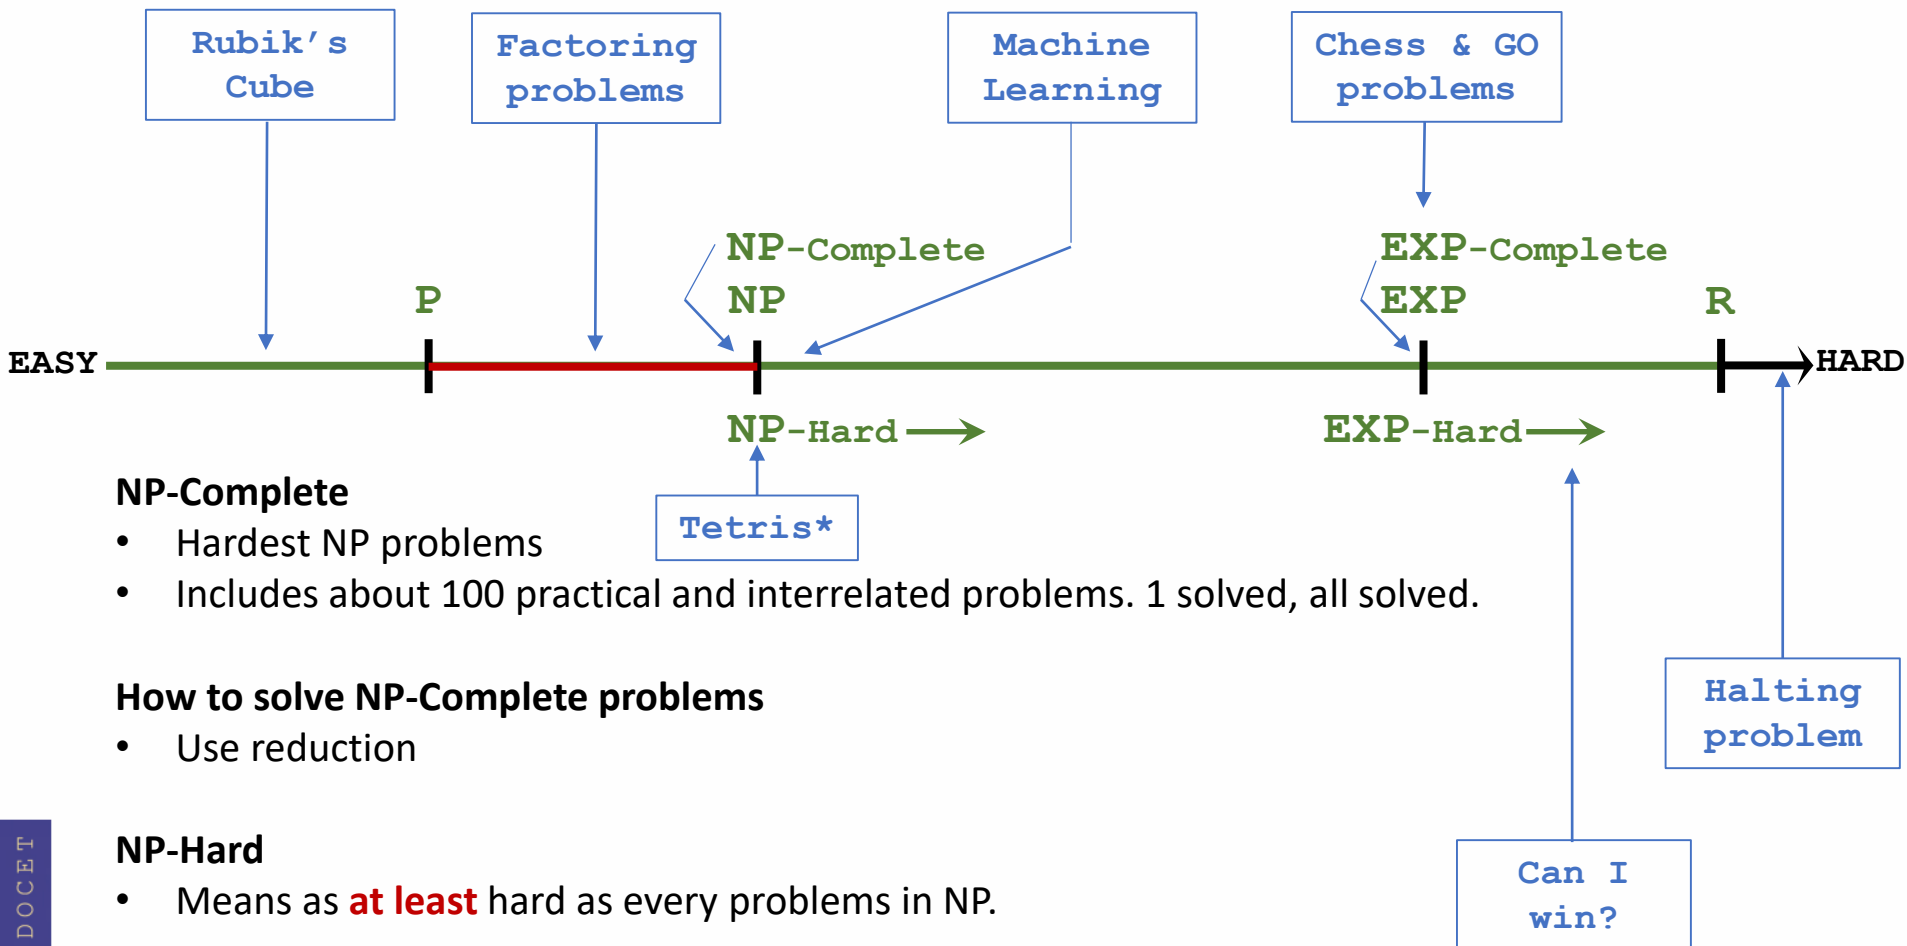 Rubik's
Cube
Factoring
problems
Machine
Learning
Chess & GO
problems
NP-Complete
EXP-Complete
P
NP
EXP
R
EASY
HARD
NP-Hard
EXP-Hard
NP-Complete
Tetris*
• Hardest NP problems
• Includes about 100 practical and interrelated problems. 1 solved, all solved.
How to solve NP-Complete problems
• Use reduction
Halting
problem
NP-Hard
• Means as at least hard as every problems in NP.
Can I
win?
DOCET